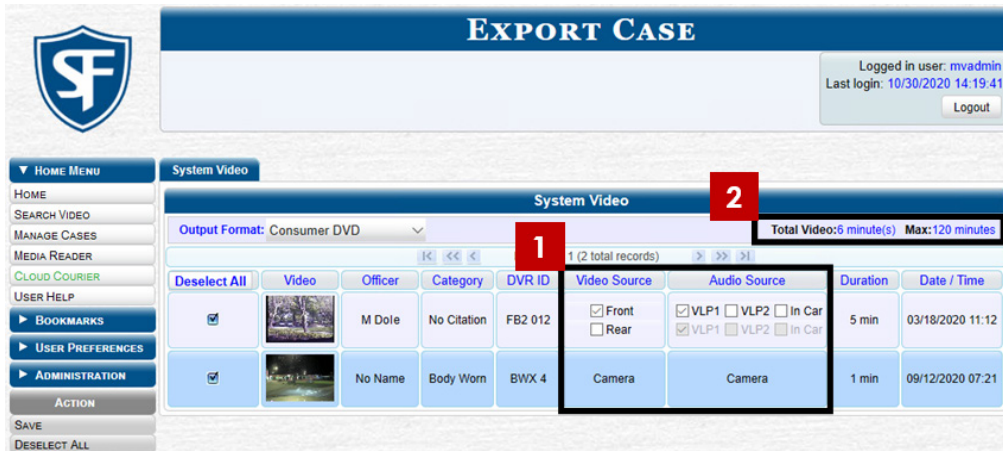 SF
EXPORT CASE
Logged in user: mvadmin
Last login: 10/30/2020 14:19:41
Logout
▼ HOME MENU
HOME
SEARCH VIDEO
MANAGE CASES
MEDIA READER
CLOUD COURIER
USER HELP
▶ BOOKMARKS
▶ USER PREFERENCES
▶ ADMINISTRATION
ACTION
SAVE
DESELECT ALL
System Video
System Video
2
Output Format: Consumer DVD
Total Video:6 minute(s) Max:120 minutes
1
1 (2 total records)
Deselect All Video Officer Category DVR ID Video Source Audio Source Duration Date / Time
M Dole No Citation FB2 012 Front VLP1 VLP2 In Car 5 min 03/18/2020 11:12
Rear VLP1 VLP2 In Car
No Name Body Worn BWX 4 Camera Camera 1 min 09/12/2020 07:21